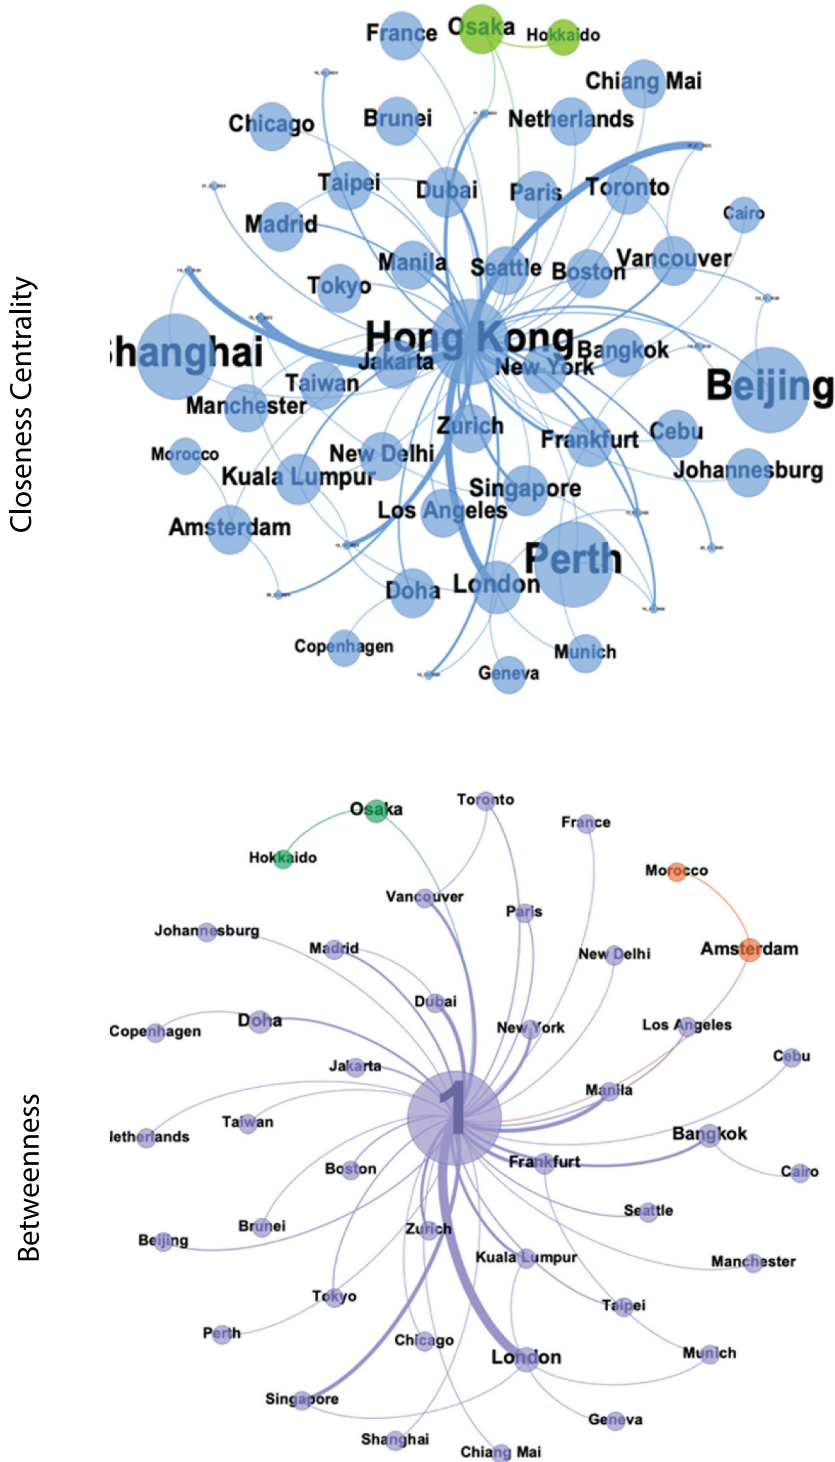 Closeness Centrality
France
Osaka
Hokkaido
Chiang Mai
Chicago
Brunei
Netherlands
Taipei
Dubai
Paris
Toronto
Cairo
Madrid
Manila
Seattle
Boston
Vancouver
Tokyo
Hong Kong
hanghai
Jakarta
New York
Bangkok
Taiwan
Beijing
Manchester
Zurich
Frankfurt
Cebu
Morocco
New Delhi
Kuala Lumpur
Singapore
Johannesburg
Los Angeles
Amsterdam
Perth
Doha
London
Copenhagen
Munich
Geneva
Betweenness
Osaka
Toronto
France
Hokkaido
Morocco
Vancouver
Paris
Johannesburg
Madrid
New Delhi
Amsterdam
Dubai
Copenhagen
Doha
New York
Los Angeles
Cebu
Jakarta
Manila
1
Taiwan
letherlands
Bangkok
Boston
Frankfurt
Cairo
Seattle
Brunei
Zurich
Beijing
Kuala Lumpur
Manchester
Tokyo
Taipei
Perth
Chicago
London
Munich
Singapore
Geneva
Shanghai
Chiang Mai